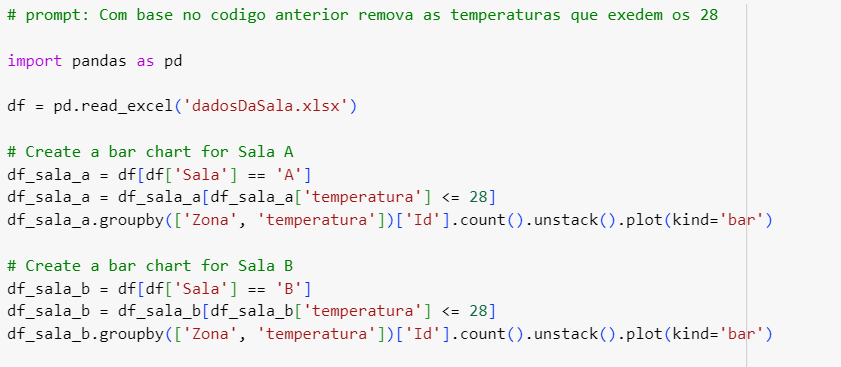 # prompt: Com base no codigo anterior remova as temperaturas que exedem os 28
import pandas as pd
df = pd.read_excel('dadosDaSala.xlsx')
# Create a bar chart for Sala A
df_sala_a = df[df['Sala'] == 'A']
df_sala_a = df_sala_a[df_sala_a['temperatura'] <= 28]
df_sala_a.groupby(['Zona', 'temperatura'])['Id'].count().unstack().plot(kind='bar')
# Create a bar chart for Sala B
df_sala_b = df[df['Sala'] == 'B']
df_sala_b = df_sala_b[df_sala_b['temperatura'] <= 28]
df_sala_b.groupby(['Zona', 'temperatura'])['Id'].count().unstack().plot(kind='bar')